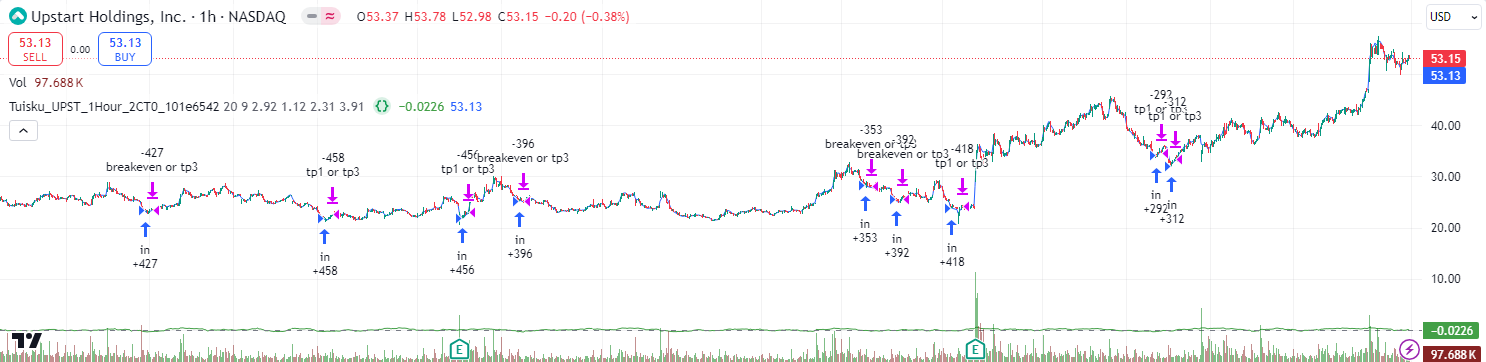 Upstart Holdings, Inc. · 1h · NASDAQ O53.37 H53.78 L52.98 C53.15 −0.20 (−0.38%)
USD
53.13 SELL
0.00
53.13 BUY
Vol 97.688 K
Tuisku_UPST_1Hour_2CT0_101e6542 20 9 2.92 1.12 2.31 3.91 −0.0226 53.13
53.15
53.13
40.00
30.00
20.00
10.00
−0.0226
97.688 K
-427
breakeven or tp3
in
+427
-458
tp1 or tp3
in
+458
-456
tp1 or tp3
in
+456
-396
breakeven or tp3
in
+396
-353
breakeven or tp3
in
+353
-392
breakeven or tp3
in
+392
-418
tp1 or tp3
in
+418
-292
tp1 or tp3
in
+292
-312
tp1 or tp3
in
+312
E
E